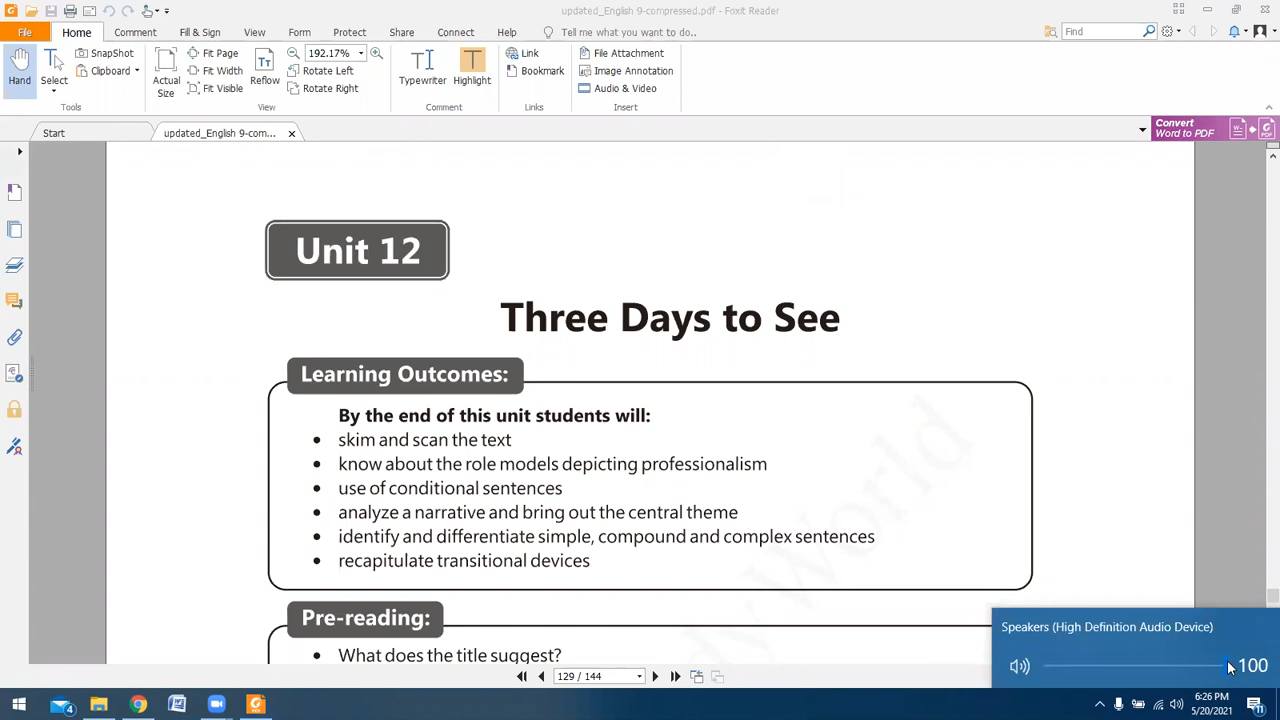 updated_English 9-compressed.pdf - Foxit Reader
File Home Comment View Form Protect Share Connect Help Tell me what you want to do.. Find
Fill & Sign
Hand
Select
SnapShot
Clipboard
Tools
Actual Size
Fit Page
Fit Width
Fit Visible
Reflow
192.17%
Rotate Left
Rotate Right
View
Typewriter
Highlight
Comment
Link
Bookmark
Links
File Attachment
Image Annotation
Audio & Video
Insert
Start
updated_English 9-com...
Convert
Word to PDF
Unit 12
Three Days to See
Learning Outcomes:
By the end of this unit students will:
• skim and scan the text
• know about the role models depicting professionalism
• use of conditional sentences
• analyze a narrative and bring out the central theme
• identify and differentiate simple, compound and complex sentences
• recapitulate transitional devices
Pre-reading:
• What does the title suggest?
Speakers (High Definition Audio Device)
100
129 / 144
6:26 PM
5/20/2021